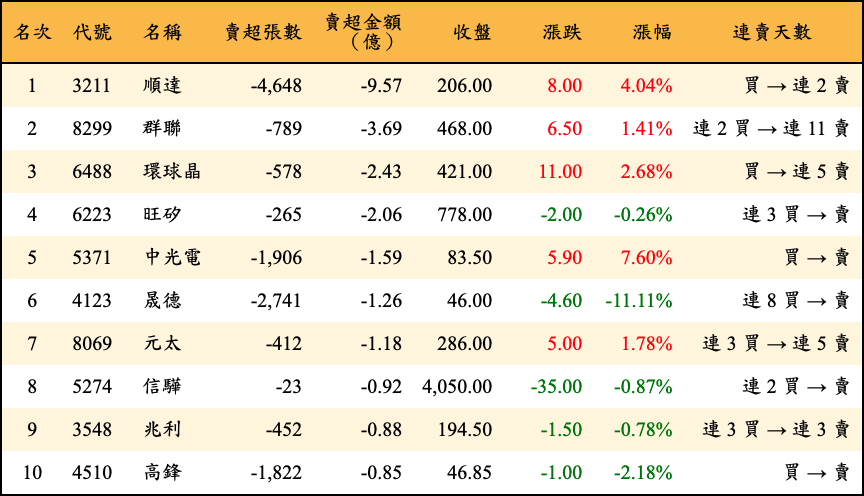 名次 代號 名稱 賣超張數 賣超金額（億） 收盤 漲跌 漲幅 連賣天數
1 3211 順達 -4,648 -9.57 206.00 8.00 4.04% 買 → 連 2 賣
2 8299 群聯 -789 -3.69 468.00 6.50 1.41% 連 2 買 → 連 11 賣
3 6488 環球晶 -578 -2.43 421.00 11.00 2.68% 買 → 連 5 賣
4 6223 旺矽 -265 -2.06 778.00 -2.00 -0.26% 連 3 買 → 賣
5 5371 中光電 -1,906 -1.59 83.50 5.90 7.60% 買 → 賣
6 4123 晟德 -2,741 -1.26 46.00 -4.60 -11.11% 連 8 買 → 賣
7 8069 元太 -412 -1.18 286.00 5.00 1.78% 連 3 買 → 連 5 賣
8 5274 信驊 -23 -0.92 4,050.00 -35.00 -0.87% 連 2 買 → 賣
9 3548 兆利 -452 -0.88 194.50 -1.50 -0.78% 連 3 買 → 連 3 賣
10 4510 高鋒 -1,822 -0.85 46.85 -1.00 -2.18% 買 → 賣